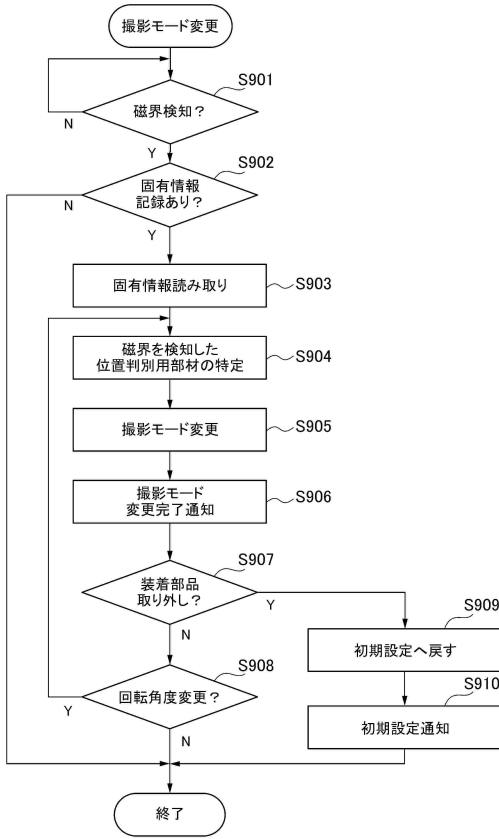 撮影モード変更
S901
磁界検知？
N
Y
S902
固有情報
記録あり？
N
Y
固有情報読み取り
S903
磁界を検知した
位置判別用部材の特定
S904
撮影モード変更
S905
撮影モード
変更完了通知
S906
S907
装着部品
取り外し？
Y
N
S909
初期設定へ戻す
S908
回転角度変更？
Y
N
S910
初期設定通知
終了